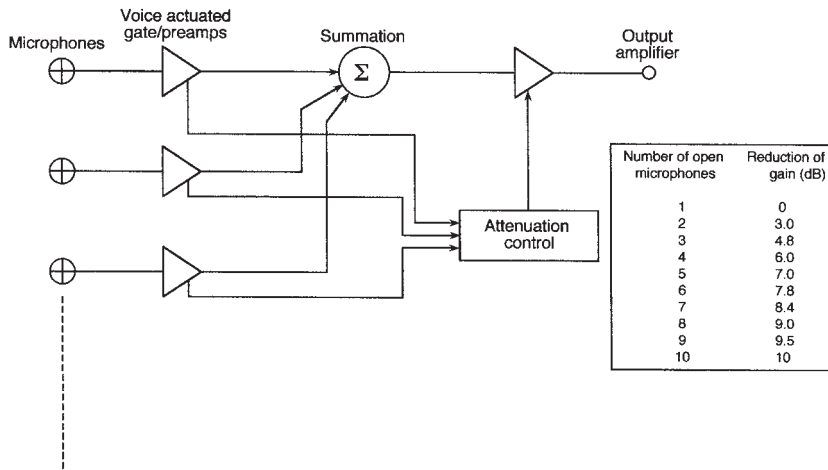 Voice actuated
gate/preamps
Microphones
Summation
Output
amplifier
Σ
Attenuation
control
Number of open Reduction of
microphones gain (dB)
1 0
2 3.0
3 4.8
4 6.0
5 7.0
6 7.8
7 8.4
8 9.0
9 9.5
10 10